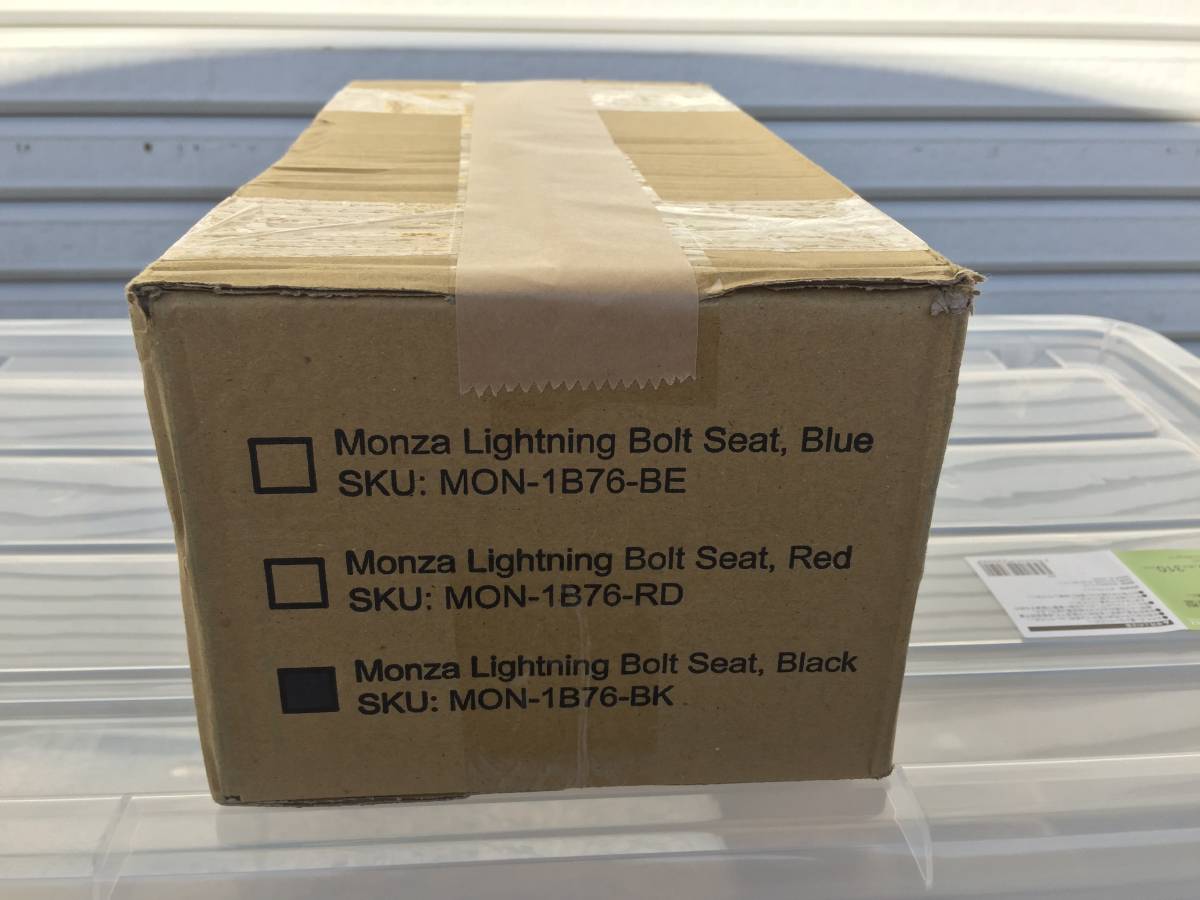 Monza Lightning Bolt Seat, Blue
SKU: MON-1B76-BE
Monza Lightning Bolt Seat, Red
SKU: MON-1B76-RD
Monza Lightning Bolt Seat, Black
SKU: MON-1B76-BK
310